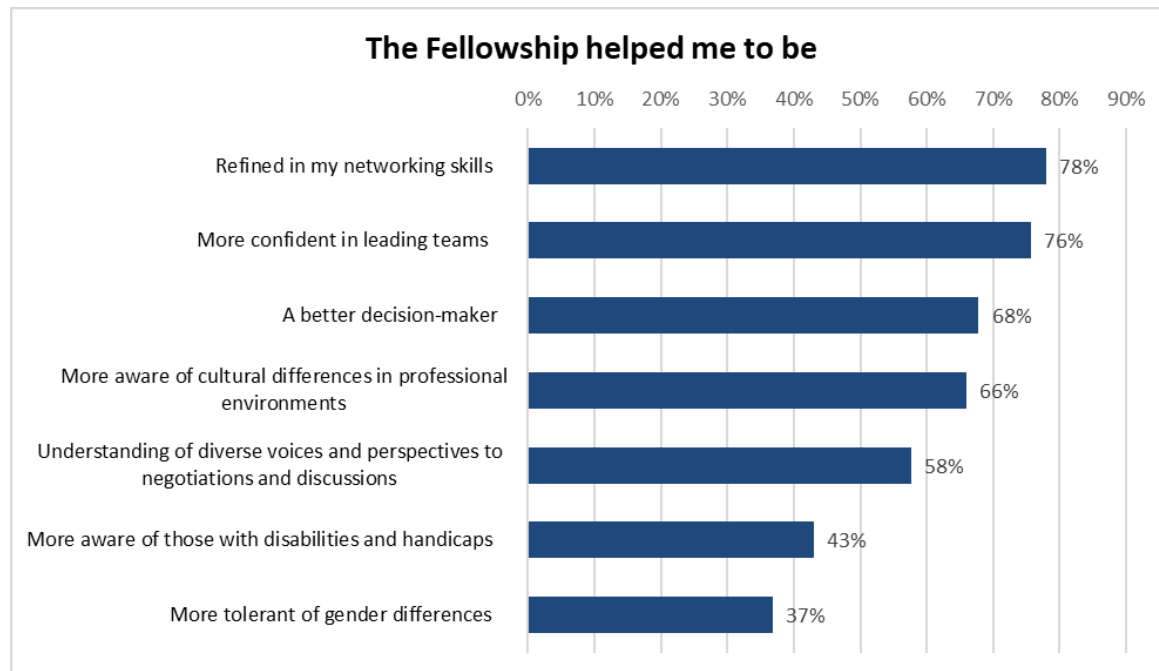 The Fellowship helped me to be
0% 10% 20% 30% 40% 50% 60% 70% 80% 90%
Refined in my networking skills 78%
More confident in leading teams 76%
A better decision-maker 68%
More aware of cultural differences in professional
environments 66%
Understanding of diverse voices and perspectives to
negotiations and discussions 58%
More aware of those with disabilities and handicaps 43%
More tolerant of gender differences 37%